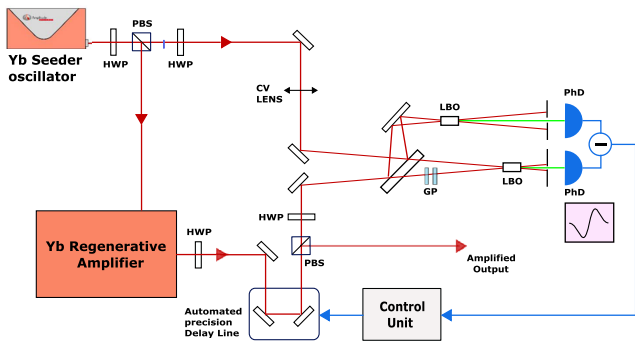 PBS
HWP
HWP
Yb Seeder
oscillator
CV
LENS
LBO
PhD
LBO
PhD
GP
HWP
HWP
PBS
Yb Regenerative
Amplifier
Amplified
Output
Automated
precision
Delay Line
Control
Unit